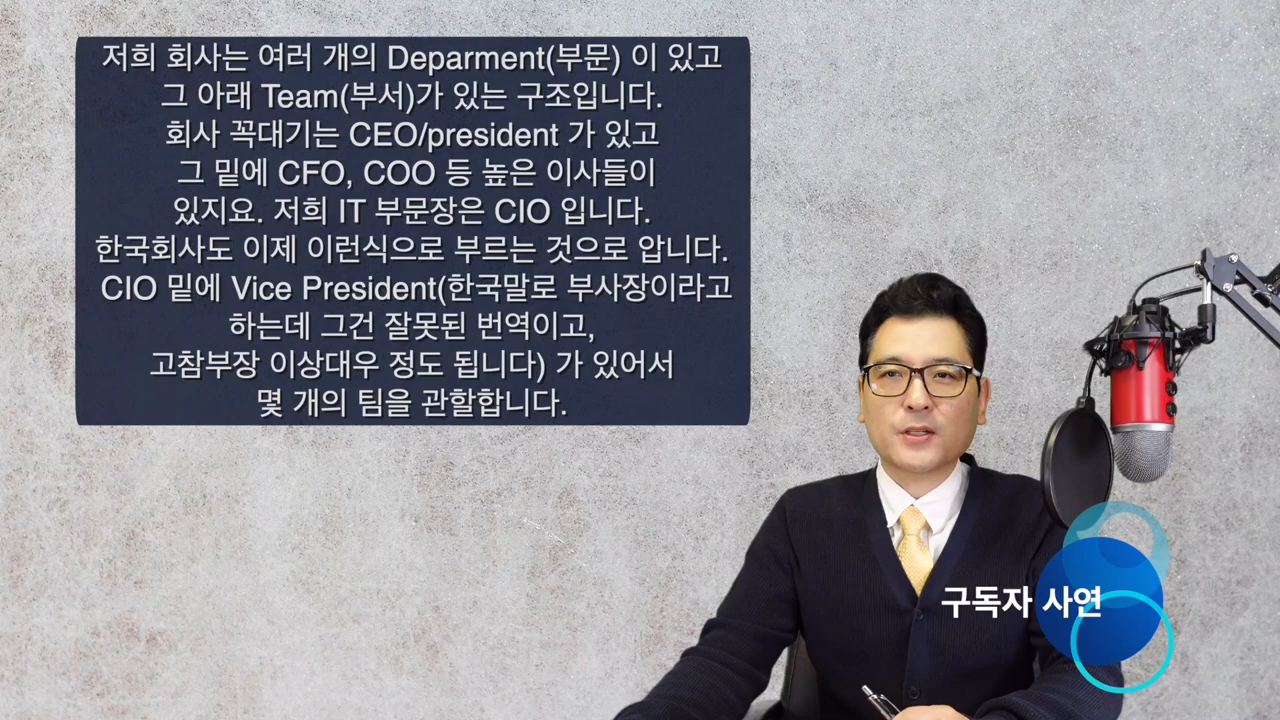 저희 회사는 여러 개의 Deparment(부문) 이 있고
그 아래 Team(부서)가 있는 구조입니다.
회사 꼭대기는 CEO/president 가 있고
그 밑에 CFO, COO 등 높은 이사들이
있지요. 저희 IT 부문장은 CIO 입니다.
한국회사도 이제 이런식으로 부르는 것으로 압니다.
CIO 밑에 Vice President(한국말로 부사장이라고
하는데 그건 잘못된 번역이고,
고참부장 이상대우 정도 됩니다) 가 있어서
몇 개의 팀을 관할합니다.
구독자 사연